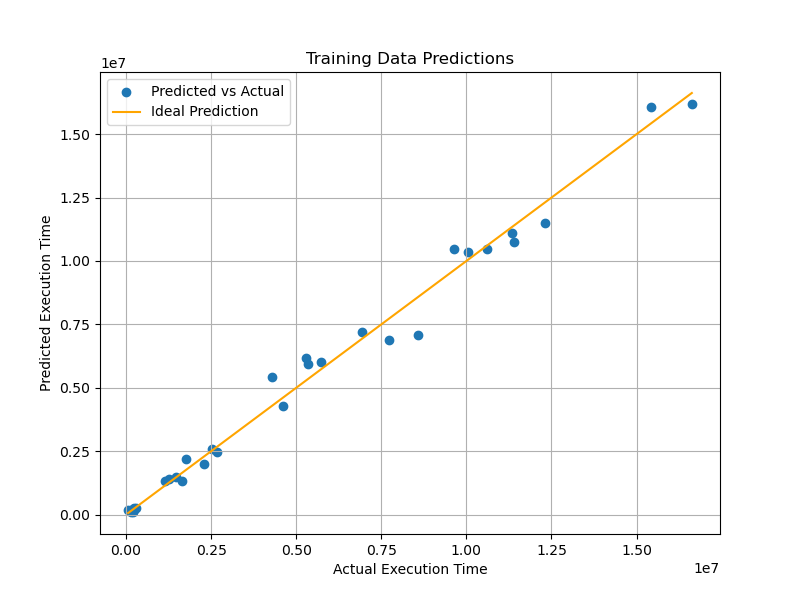 Training Data Predictions
1e7
Predicted vs Actual
Ideal Prediction
1.50
1.25
1.00
0.75
0.50
0.25
0.00
Predicted Execution Time
0.00 0.25 0.50 0.75 1.00 1.25 1.50
Actual Execution Time
1e7